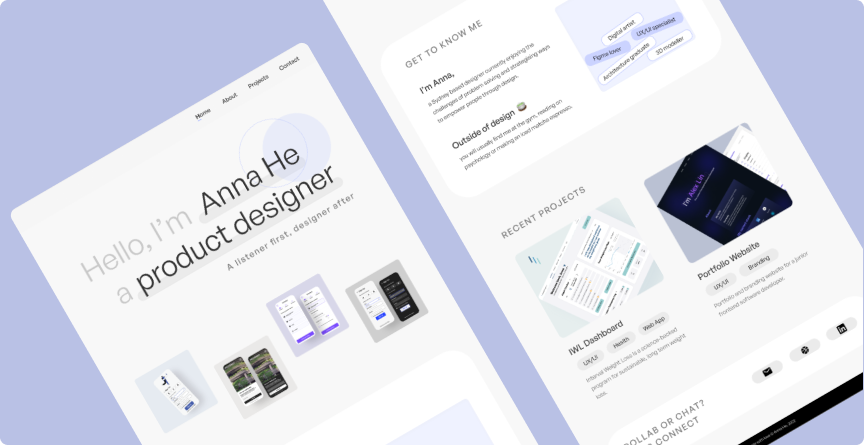 Home
About
Projects
Contact
Hello, I'm Anna He
a product designer
A listener first, designer after
GET TO KNOW ME
I'm Anna,
a Sydney based designer currently enjoying the
challenges of problem solving and strategising ways
to empower people through design.
Outside of design
you will usually find me at the gym, reading on
psychology or making an iced matcha espresso.
Digital artist
UX/UI specialist
Figma lover
3D modeller
Architecture graduate
RECENT PROJECTS
IWL Dashboard
UX/UI
Health
Web App
Intensive Weight Loss is a science-backed
program for sustainable, long term weight
loss.
I'm Alex Lin
Portfolio Website
UX/UI
Branding
Portfolio and branding website for a junior
frontend software developer.
COLLAB OR CHAT?
CONNECT